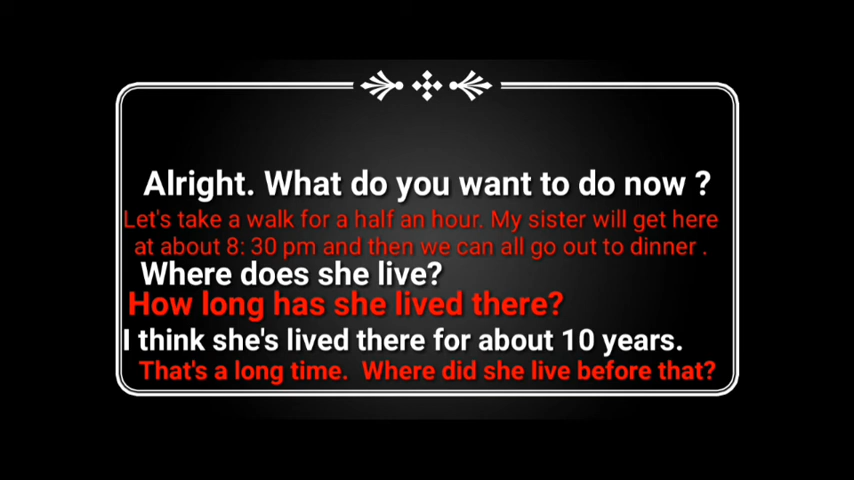 Alright. What do you want to do now ?
Let's take a walk for a half an hour. My sister will get here
at about 8: 30 pm and then we can all go out to dinner .
Where does she live?
How long has she lived there?
I think she's lived there for about 10 years.
That's a long time. Where did she live before that?